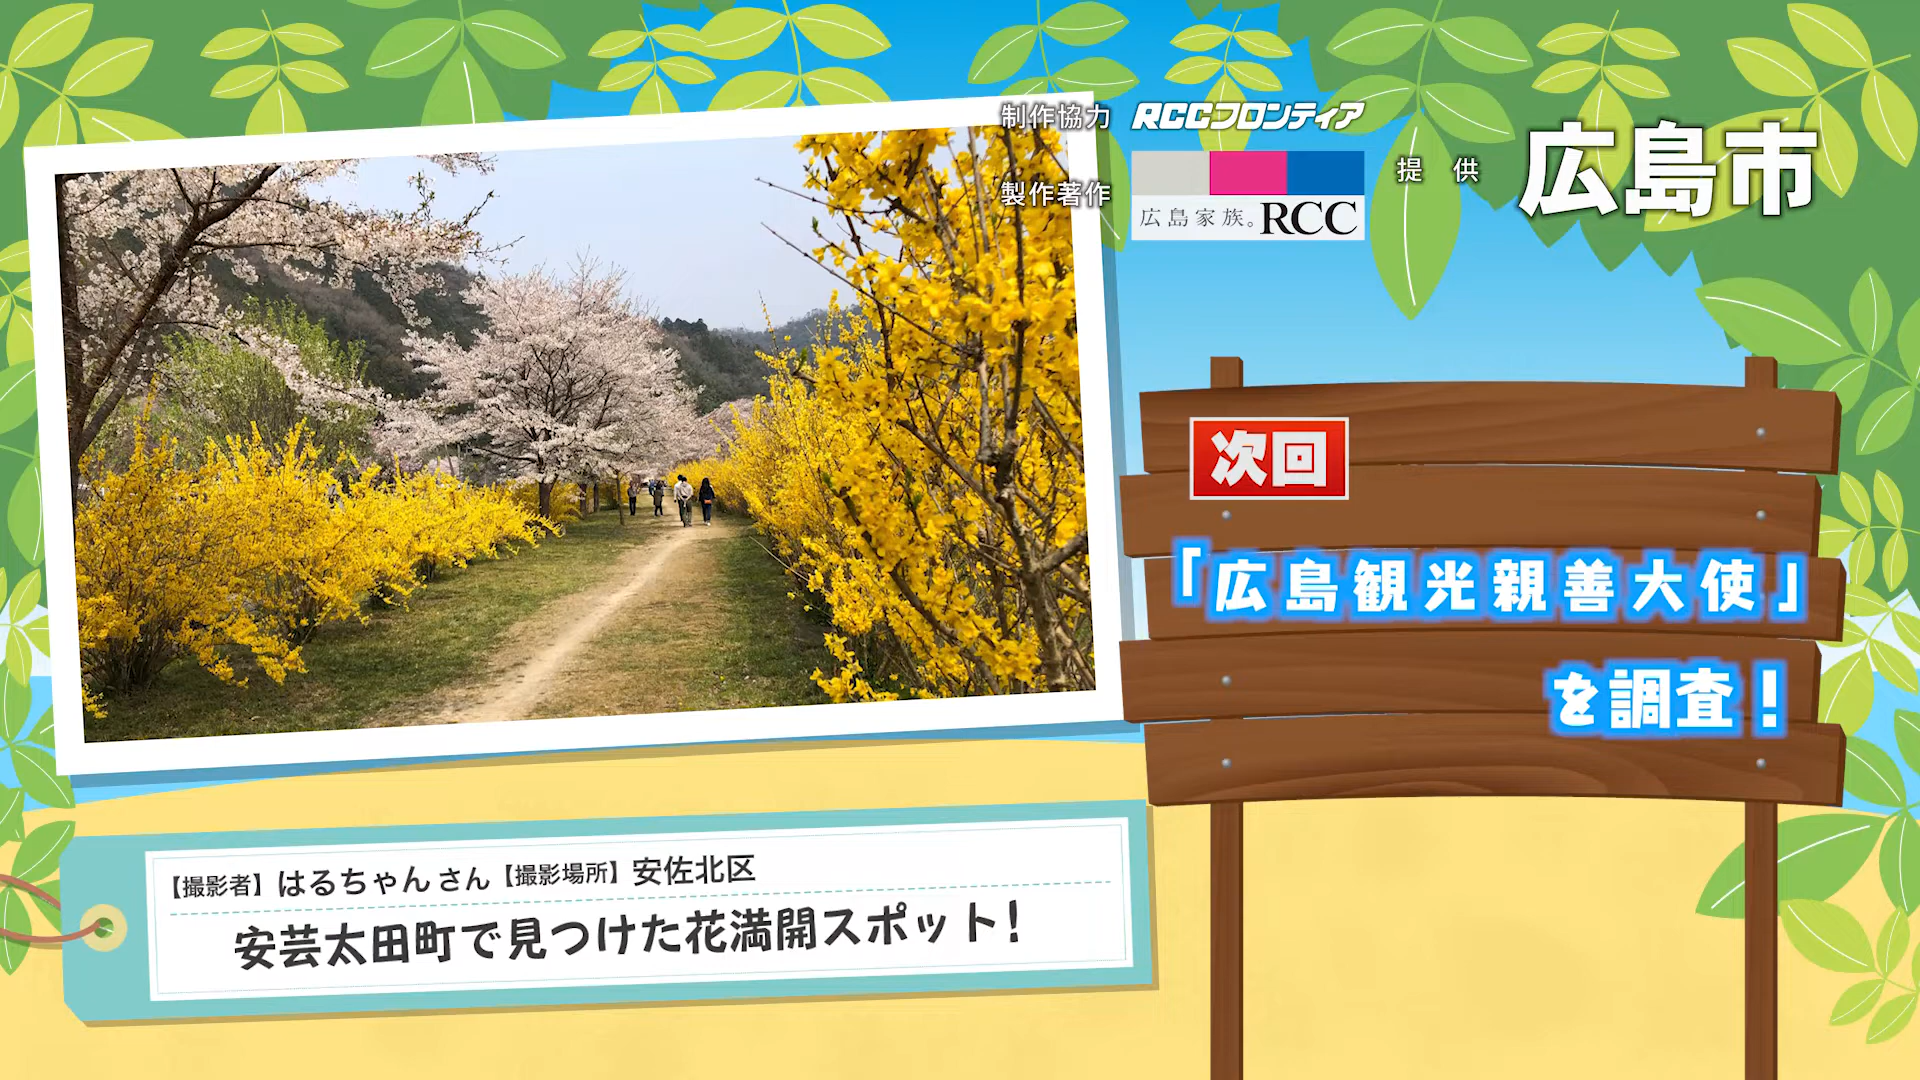 制作協力 RCCフロンティア
製作著作 広島家族。RCC
提 供 広島市
次回
「広島観光親善大使」
を調査！
【撮影者】はるちゃんさん【撮影場所】安佐北区
安芸太田町で見つけた花満開スポット！